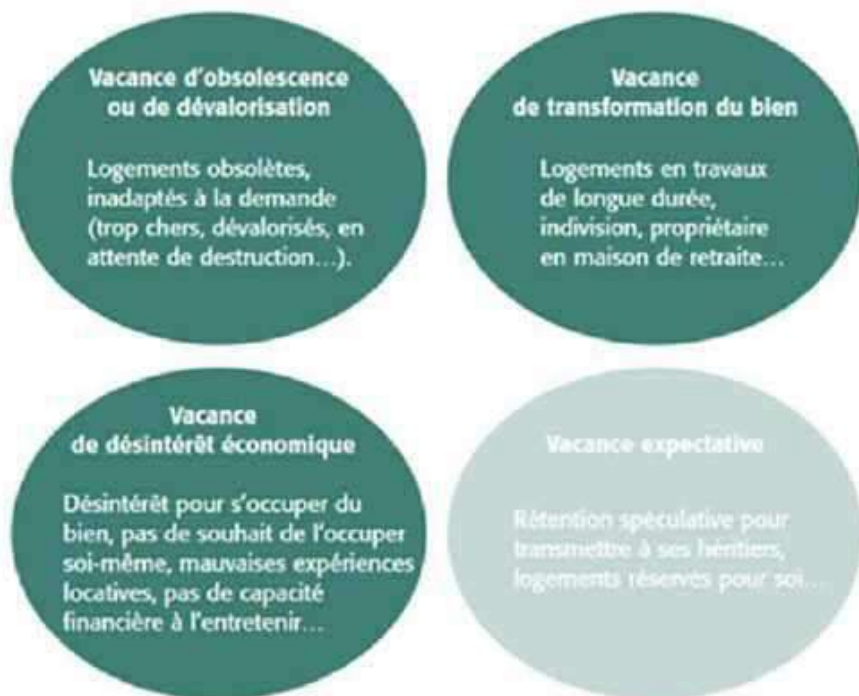 Vacance d'obsolescence
ou de dévalorisation
Logements obsolètes,
inadaptés à la demande
(trop chers, dévalorisés, en
attente de destruction...).
Vacance
de transformation du bien
Logements en travaux
de longue durée,
indivision, propriétaire
en maison de retraite...
Vacance
de désintérêt économique
Désintérêt pour s'occuper du
bien, pas de souhait de l'occuper
soi-même, mauvaises expériences
locatives, pas de capacité
financière à l'entretenir...
Vacance expectative
Rétention spéculative pour
transmettre à ses héritiers,
logements réservés pour soi...